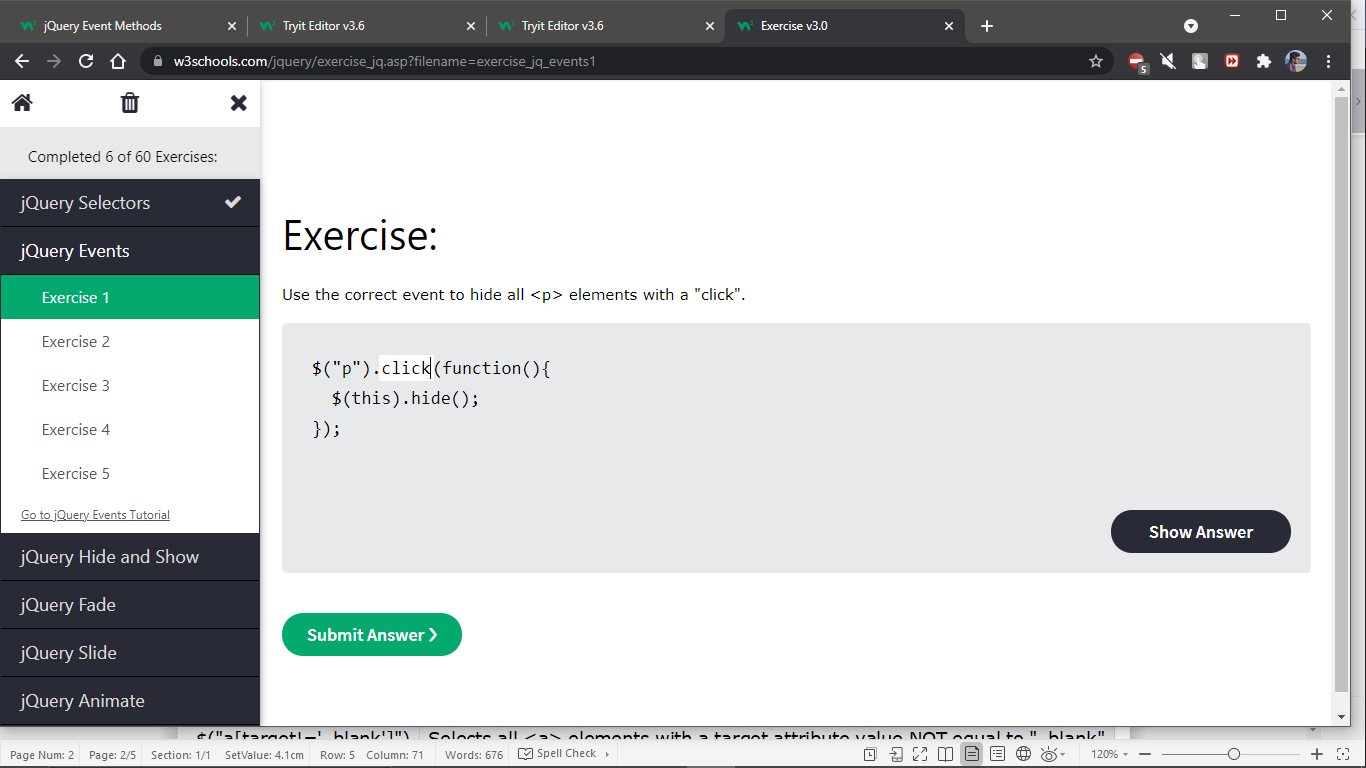 jQuery Event Methods
Tryit Editor v3.6
Tryit Editor v3.6
Exercise v3.0
w3schools.com/jquery/exercise_jq.asp?filename=exercise_jq_events1
5
Completed 6 of 60 Exercises:
jQuery Selectors
jQuery Events
Exercise 1
Exercise 2
Exercise 3
Exercise 4
Exercise 5
Go to jQuery Events Tutorial
jQuery Hide and Show
jQuery Fade
jQuery Slide
jQuery Animate
Exercise:
Use the correct event to hide all <p> elements with a "click".
$("p").click(function(){
$(this).hide();
});
Show Answer
Submit Answer ❯
$("a[target!='_blank']") Selects all <a> elements with a target attribute value NOT equal to "_blank"
Page Num: 2 Page: 2/5 Section: 1/1 SetValue: 4.1cm Row: 5 Column: 71 Words: 676 Spell Check 120%